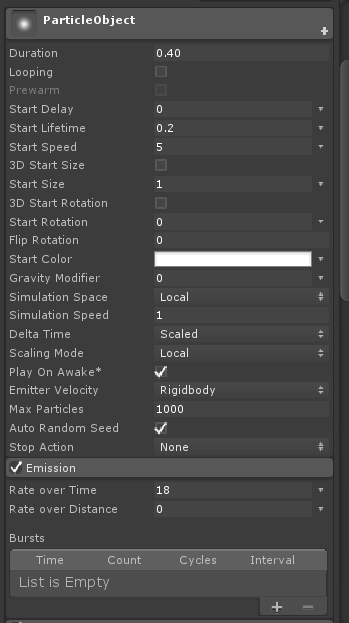 ParticleObject
Duration 0.40
Looping
Prewarm
Start Delay 0
Start Lifetime 0.2
Start Speed 5
3D Start Size
Start Size 1
3D Start Rotation
Start Rotation 0
Flip Rotation 0
Start Color
Gravity Modifier 0
Simulation Space Local
Simulation Speed 1
Delta Time Scaled
Scaling Mode Local
Play On Awake*
Emitter Velocity Rigidbody
Max Particles 1000
Auto Random Seed
Stop Action None
Emission
Rate over Time 18
Rate over Distance 0
Bursts
Time Count Cycles Interval
List is Empty